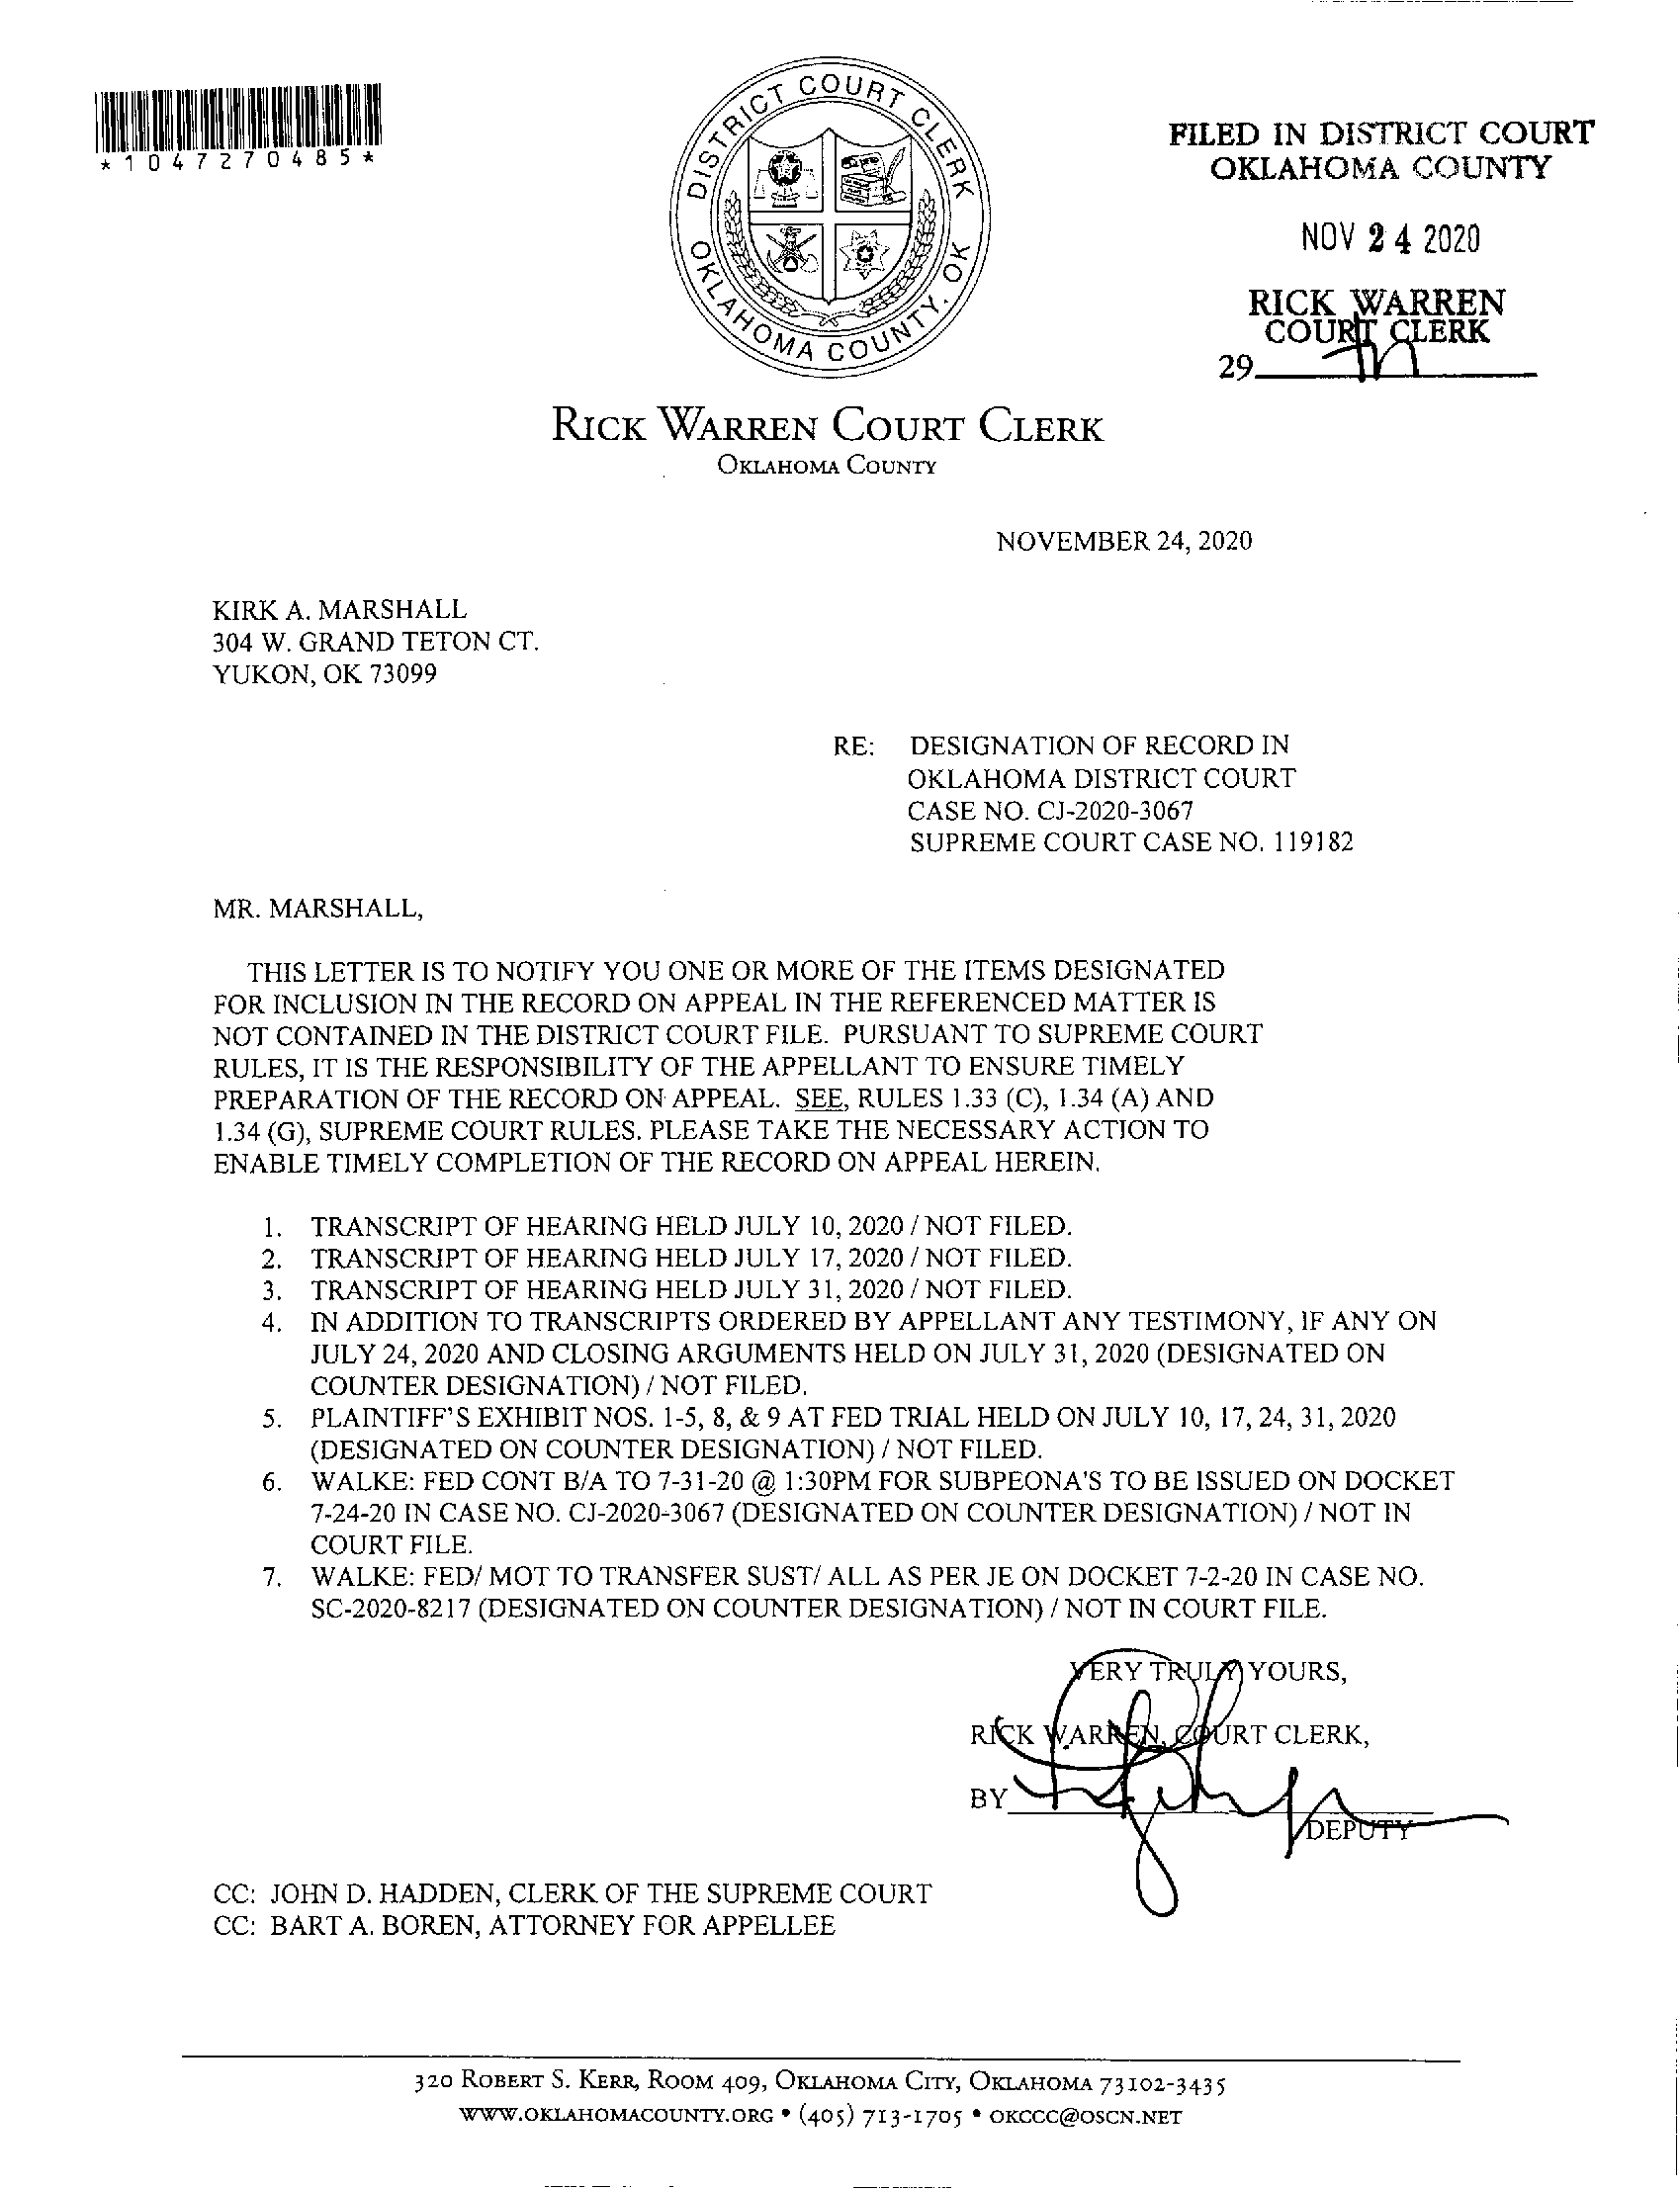 *1047270485*
DISTRICT COURT CLERK
OKLAHOMA COUNTY, OK
FILED IN DISTRICT COURT
OKLAHOMA COUNTY
NOV 24 2020
RICK WARREN
COURT CLERK
29
RICK WARREN COURT CLERK
OKLAHOMA COUNTY
NOVEMBER 24, 2020
KIRK A. MARSHALL
304 W. GRAND TETON CT.
YUKON, OK 73099
RE: DESIGNATION OF RECORD IN
OKLAHOMA DISTRICT COURT
CASE NO. CJ-2020-3067
SUPREME COURT CASE NO. 119182
MR. MARSHALL,
THIS LETTER IS TO NOTIFY YOU ONE OR MORE OF THE ITEMS DESIGNATED
FOR INCLUSION IN THE RECORD ON APPEAL IN THE REFERENCED MATTER IS
NOT CONTAINED IN THE DISTRICT COURT FILE. PURSUANT TO SUPREME COURT
RULES, IT IS THE RESPONSIBILITY OF THE APPELLANT TO ENSURE TIMELY
PREPARATION OF THE RECORD ON APPEAL. SEE, RULES 1.33 (C), 1.34 (A) AND
1.34 (G), SUPREME COURT RULES. PLEASE TAKE THE NECESSARY ACTION TO
ENABLE TIMELY COMPLETION OF THE RECORD ON APPEAL HEREIN.
1. TRANSCRIPT OF HEARING HELD JULY 10, 2020 / NOT FILED.
2. TRANSCRIPT OF HEARING HELD JULY 17, 2020 / NOT FILED.
3. TRANSCRIPT OF HEARING HELD JULY 31, 2020 / NOT FILED.
4. IN ADDITION TO TRANSCRIPTS ORDERED BY APPELLANT ANY TESTIMONY, IF ANY ON
JULY 24, 2020 AND CLOSING ARGUMENTS HELD ON JULY 31, 2020 (DESIGNATED ON
COUNTER DESIGNATION) / NOT FILED.
5. PLAINTIFF'S EXHIBIT NOS. 1-5, 8, & 9 AT FED TRIAL HELD ON JULY 10, 17, 24, 31, 2020
(DESIGNATED ON COUNTER DESIGNATION) / NOT FILED.
6. WALKE: FED CONT B/A TO 7-31-20 @ 1:30PM FOR SUBPEONA'S TO BE ISSUED ON DOCKET
7-24-20 IN CASE NO. CJ-2020-3067 (DESIGNATED ON COUNTER DESIGNATION) / NOT IN
COURT FILE.
7. WALKE: FED/ MOT TO TRANSFER SUST/ ALL AS PER JE ON DOCKET 7-2-20 IN CASE NO.
SC-2020-8217 (DESIGNATED ON COUNTER DESIGNATION) / NOT IN COURT FILE.
VERY TRULY YOURS,
RICK WARREN, COURT CLERK,
BY
DEPUTY
CC: JOHN D. HADDEN, CLERK OF THE SUPREME COURT
CC: BART A. BOREN, ATTORNEY FOR APPELLEE
320 ROBERT S. KERR, ROOM 409, OKLAHOMA CITY, OKLAHOMA 73102-3435
WWW.OKLAHOMACOUNTY.ORG • (405) 713-1705 • OKCCC@OSCN.NET